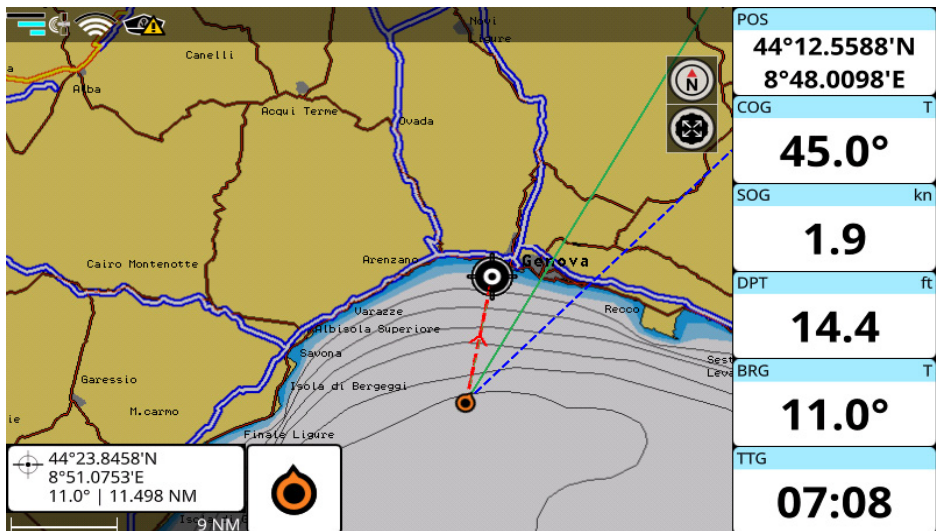 Novi
Ligure
Canelli
a
Alba
Acqui Terme
Ovada
N
Arenzano
Genova
Cairo Montenotte
Varazze
Recco
Albisola Superiore
Savona
Sest
Leva
Garessio
Isola di Bergeggi
ie
M.carmo
Finale Ligure
44°23.8458'N
8°51.0753'E
11.0° | 11.498 NM
9 NM
POS
44°12.5588'N
8°48.0098'E
COG T
45.0°
SOG kn
1.9
DPT ft
14.4
BRG T
11.0°
TTG
07:08